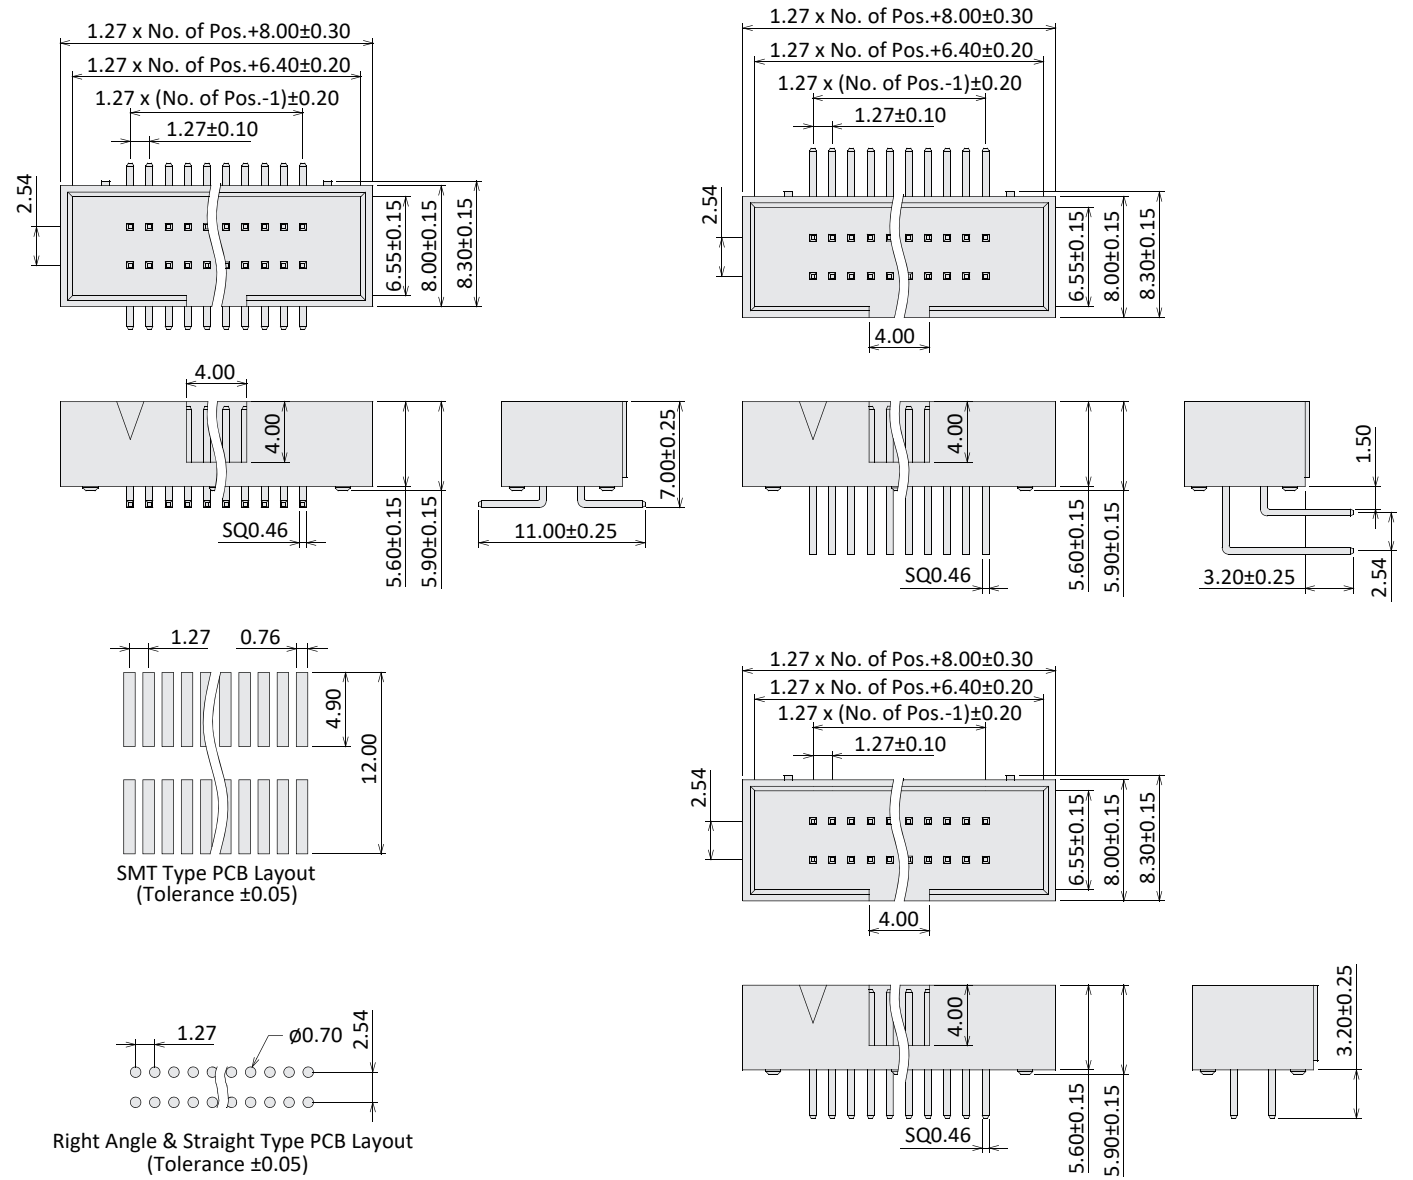 1.27 x No. of Pos.+8.00±0.30
1.27 x No. of Pos.+6.40±0.20
1.27 x (No. of Pos.-1)±0.20
1.27±0.10
2.54
6.55±0.15
8.00±0.15
8.30±0.15
4.00
4.00
SQ0.46
5.60±0.15
5.90±0.15
7.00±0.25
11.00±0.25
1.27 x No. of Pos.+8.00±0.30
1.27 x No. of Pos.+6.40±0.20
1.27 x (No. of Pos.-1)±0.20
1.27±0.10
2.54
6.55±0.15
8.00±0.15
8.30±0.15
4.00
4.00
SQ0.46
5.60±0.15
5.90±0.15
1.50
3.20±0.25
2.54
1.27
0.76
4.90
12.00
SMT Type PCB Layout
(Tolerance ±0.05)
1.27 x No. of Pos.+8.00±0.30
1.27 x No. of Pos.+6.40±0.20
1.27 x (No. of Pos.-1)±0.20
1.27±0.10
2.54
6.55±0.15
8.00±0.15
8.30±0.15
4.00
4.00
SQ0.46
5.60±0.15
5.90±0.15
3.20±0.25
1.27
ø0.70
2.54
Right Angle & Straight Type PCB Layout
(Tolerance ±0.05)